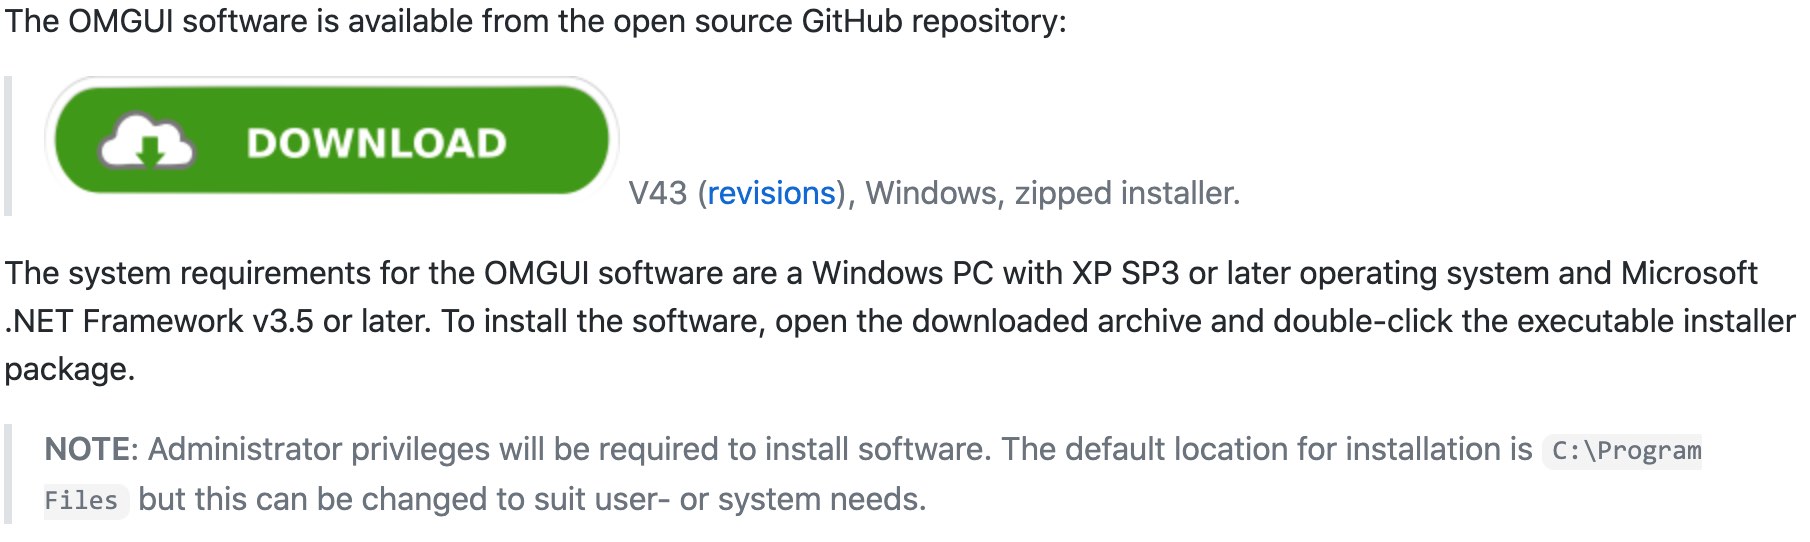 The OMGUI software is available from the open source GitHub repository:
DOWNLOAD
V43 (revisions), Windows, zipped installer.
The system requirements for the OMGUI software are a Windows PC with XP SP3 or later operating system and Microsoft
.NET Framework v3.5 or later. To install the software, open the downloaded archive and double-click the executable installer
package.
NOTE: Administrator privileges will be required to install software. The default location for installation is C:\Program
Files but this can be changed to suit user- or system needs.